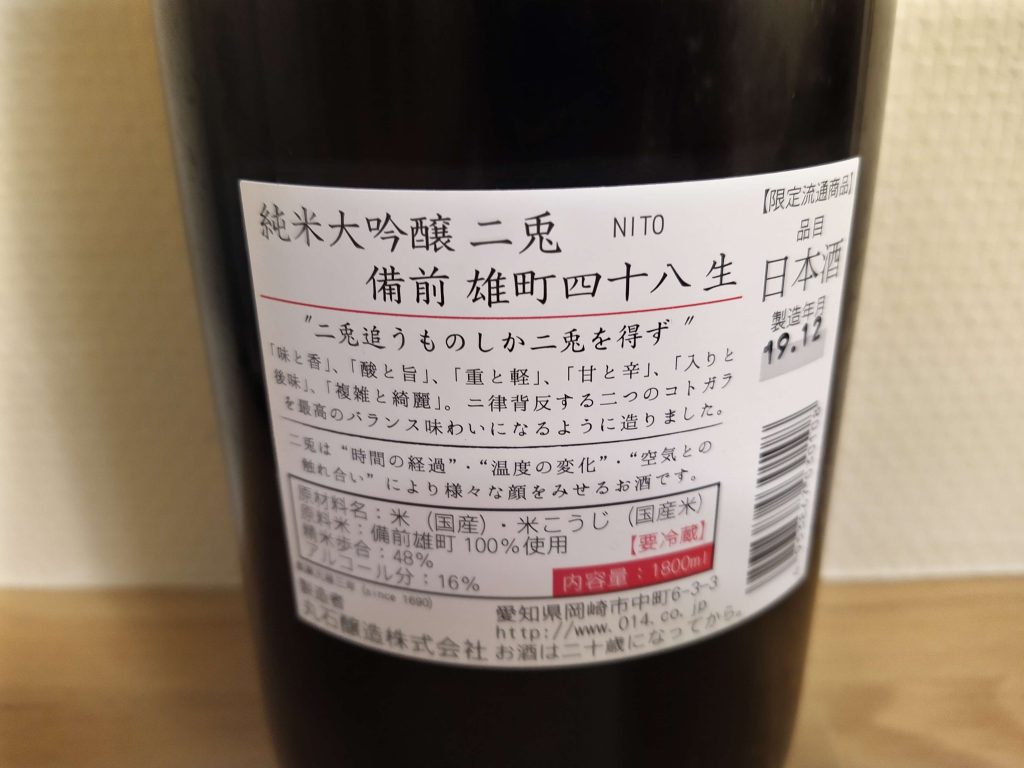 純米大吟醸 二兎 NITO
備前 雄町四十八 生
"二兎追うものしか二兎を得ず"
「味と香」、「酸と旨」、「重と軽」、「甘と辛」、「入りと
後味」、「複雑と綺麗」。二律背反する二つのコトガラ
を最高のバランス味わいになるように造りました。
二兎は"時間の経過"・"温度の変化"・"空気との
触れ合い"により様々な顔をみせるお酒です。
原材料名：米（国産）・米こうじ（国産米）
原料米：備前雄町 100%使用
精米歩合：48%
【要冷蔵】
アルコール分：16%
内容量：1800ml
(since 1690)
製造者
丸石醸造株式会社
愛知県岡崎市中町6-3-3
http://www.014.co.jp
お酒は二十歳になってから。
【限定流通商品】
品目
日本酒
製造年月
19.12